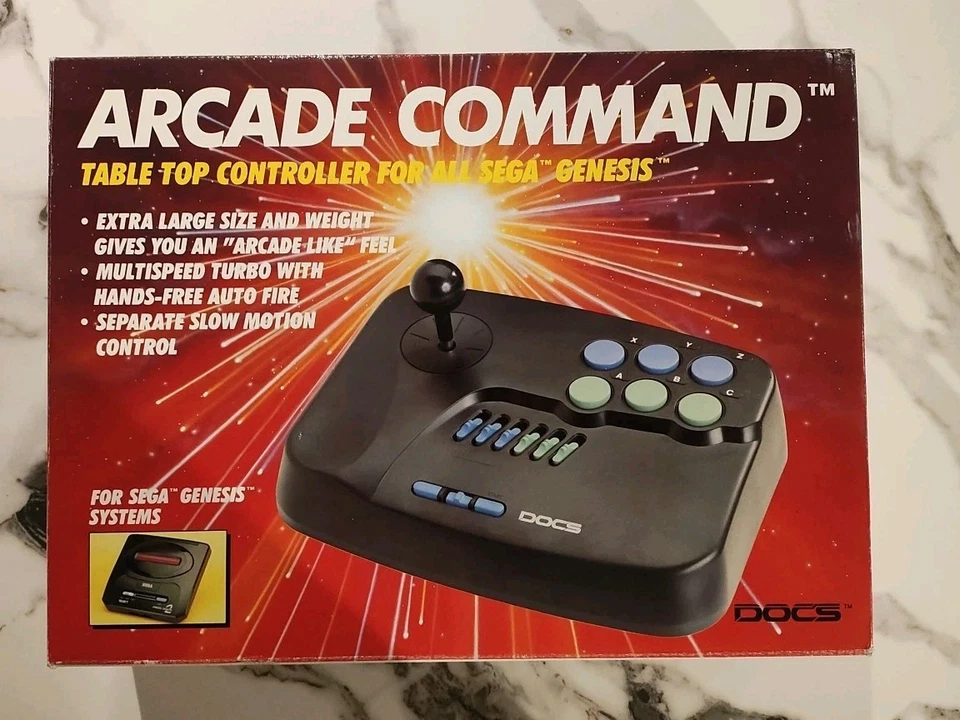 ARCADE COMMAND™
TABLE TOP CONTROLLER FOR ALL SEGA™ GENESIS™
• EXTRA LARGE SIZE AND WEIGHT
GIVES YOU AN "ARCADE LIKE" FEEL
• MULTISPEED TURBO WITH
HANDS-FREE AUTO FIRE
• SEPARATE SLOW MOTION
CONTROL
X Y Z
A B C
DOCS
FOR SEGA™ GENESIS™
SYSTEMS
SEGA
DOCS™